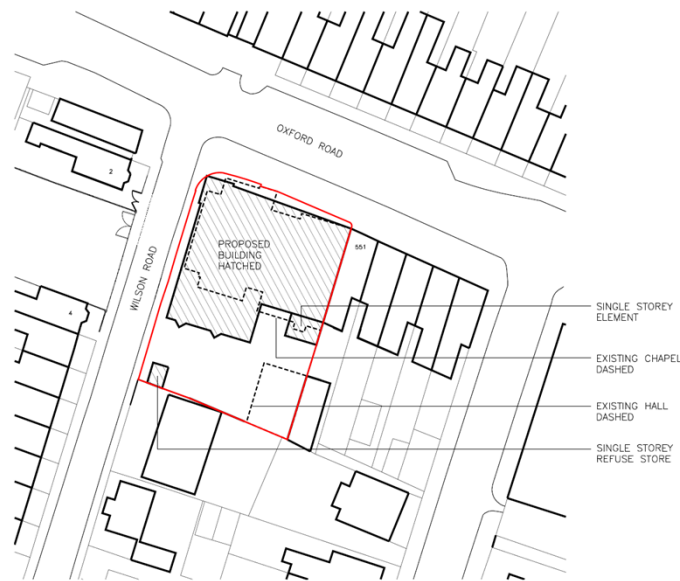 OXFORD ROAD
2
PROPOSED
BUILDING
HATCHED
551
WILSON ROAD
4
SINGLE STOREY
ELEMENT
EXISTING CHAPEL
DASHED
EXISTING HALL
DASHED
SINGLE STOREY
REFUSE STORE